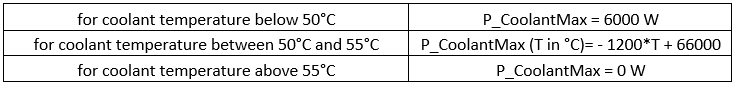 for coolant temperature below 50°C P_CoolantMax = 6000 W
for coolant temperature between 50°C and 55°C P_CoolantMax (T in °C)= - 1200*T + 66000
for coolant temperature above 55°C P_CoolantMax = 0 W